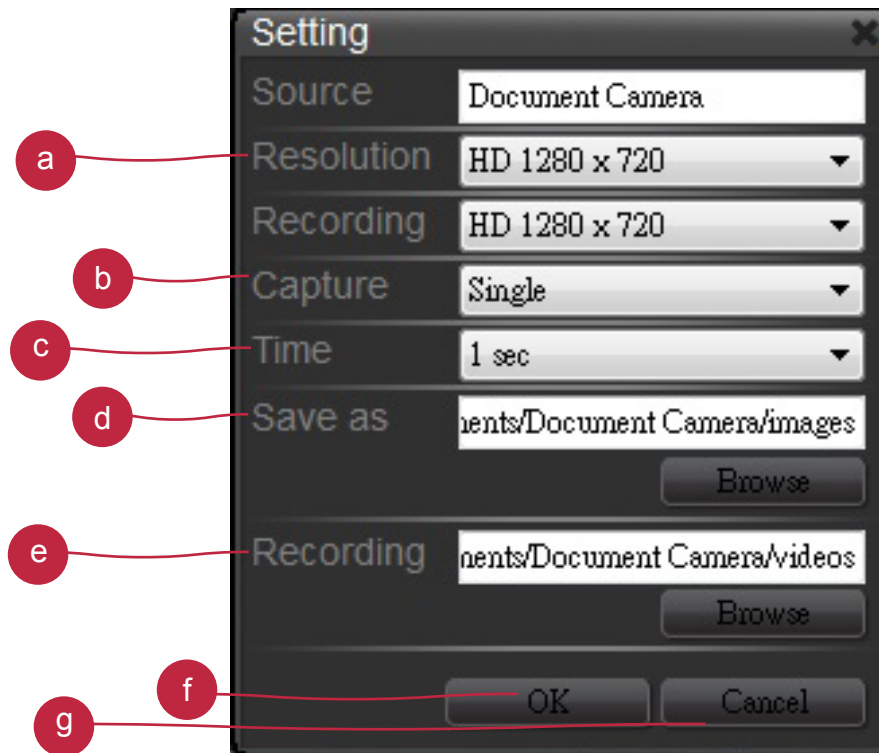 Setting
Source Document Camera
a Resolution HD 1280 x 720
Recording HD 1280 x 720
b Capture Single
c Time 1 sec
d Save as nents/Document Camera/images
Browse
e Recording nents/Document Camera/videos
Browse
f OK Cancel
g